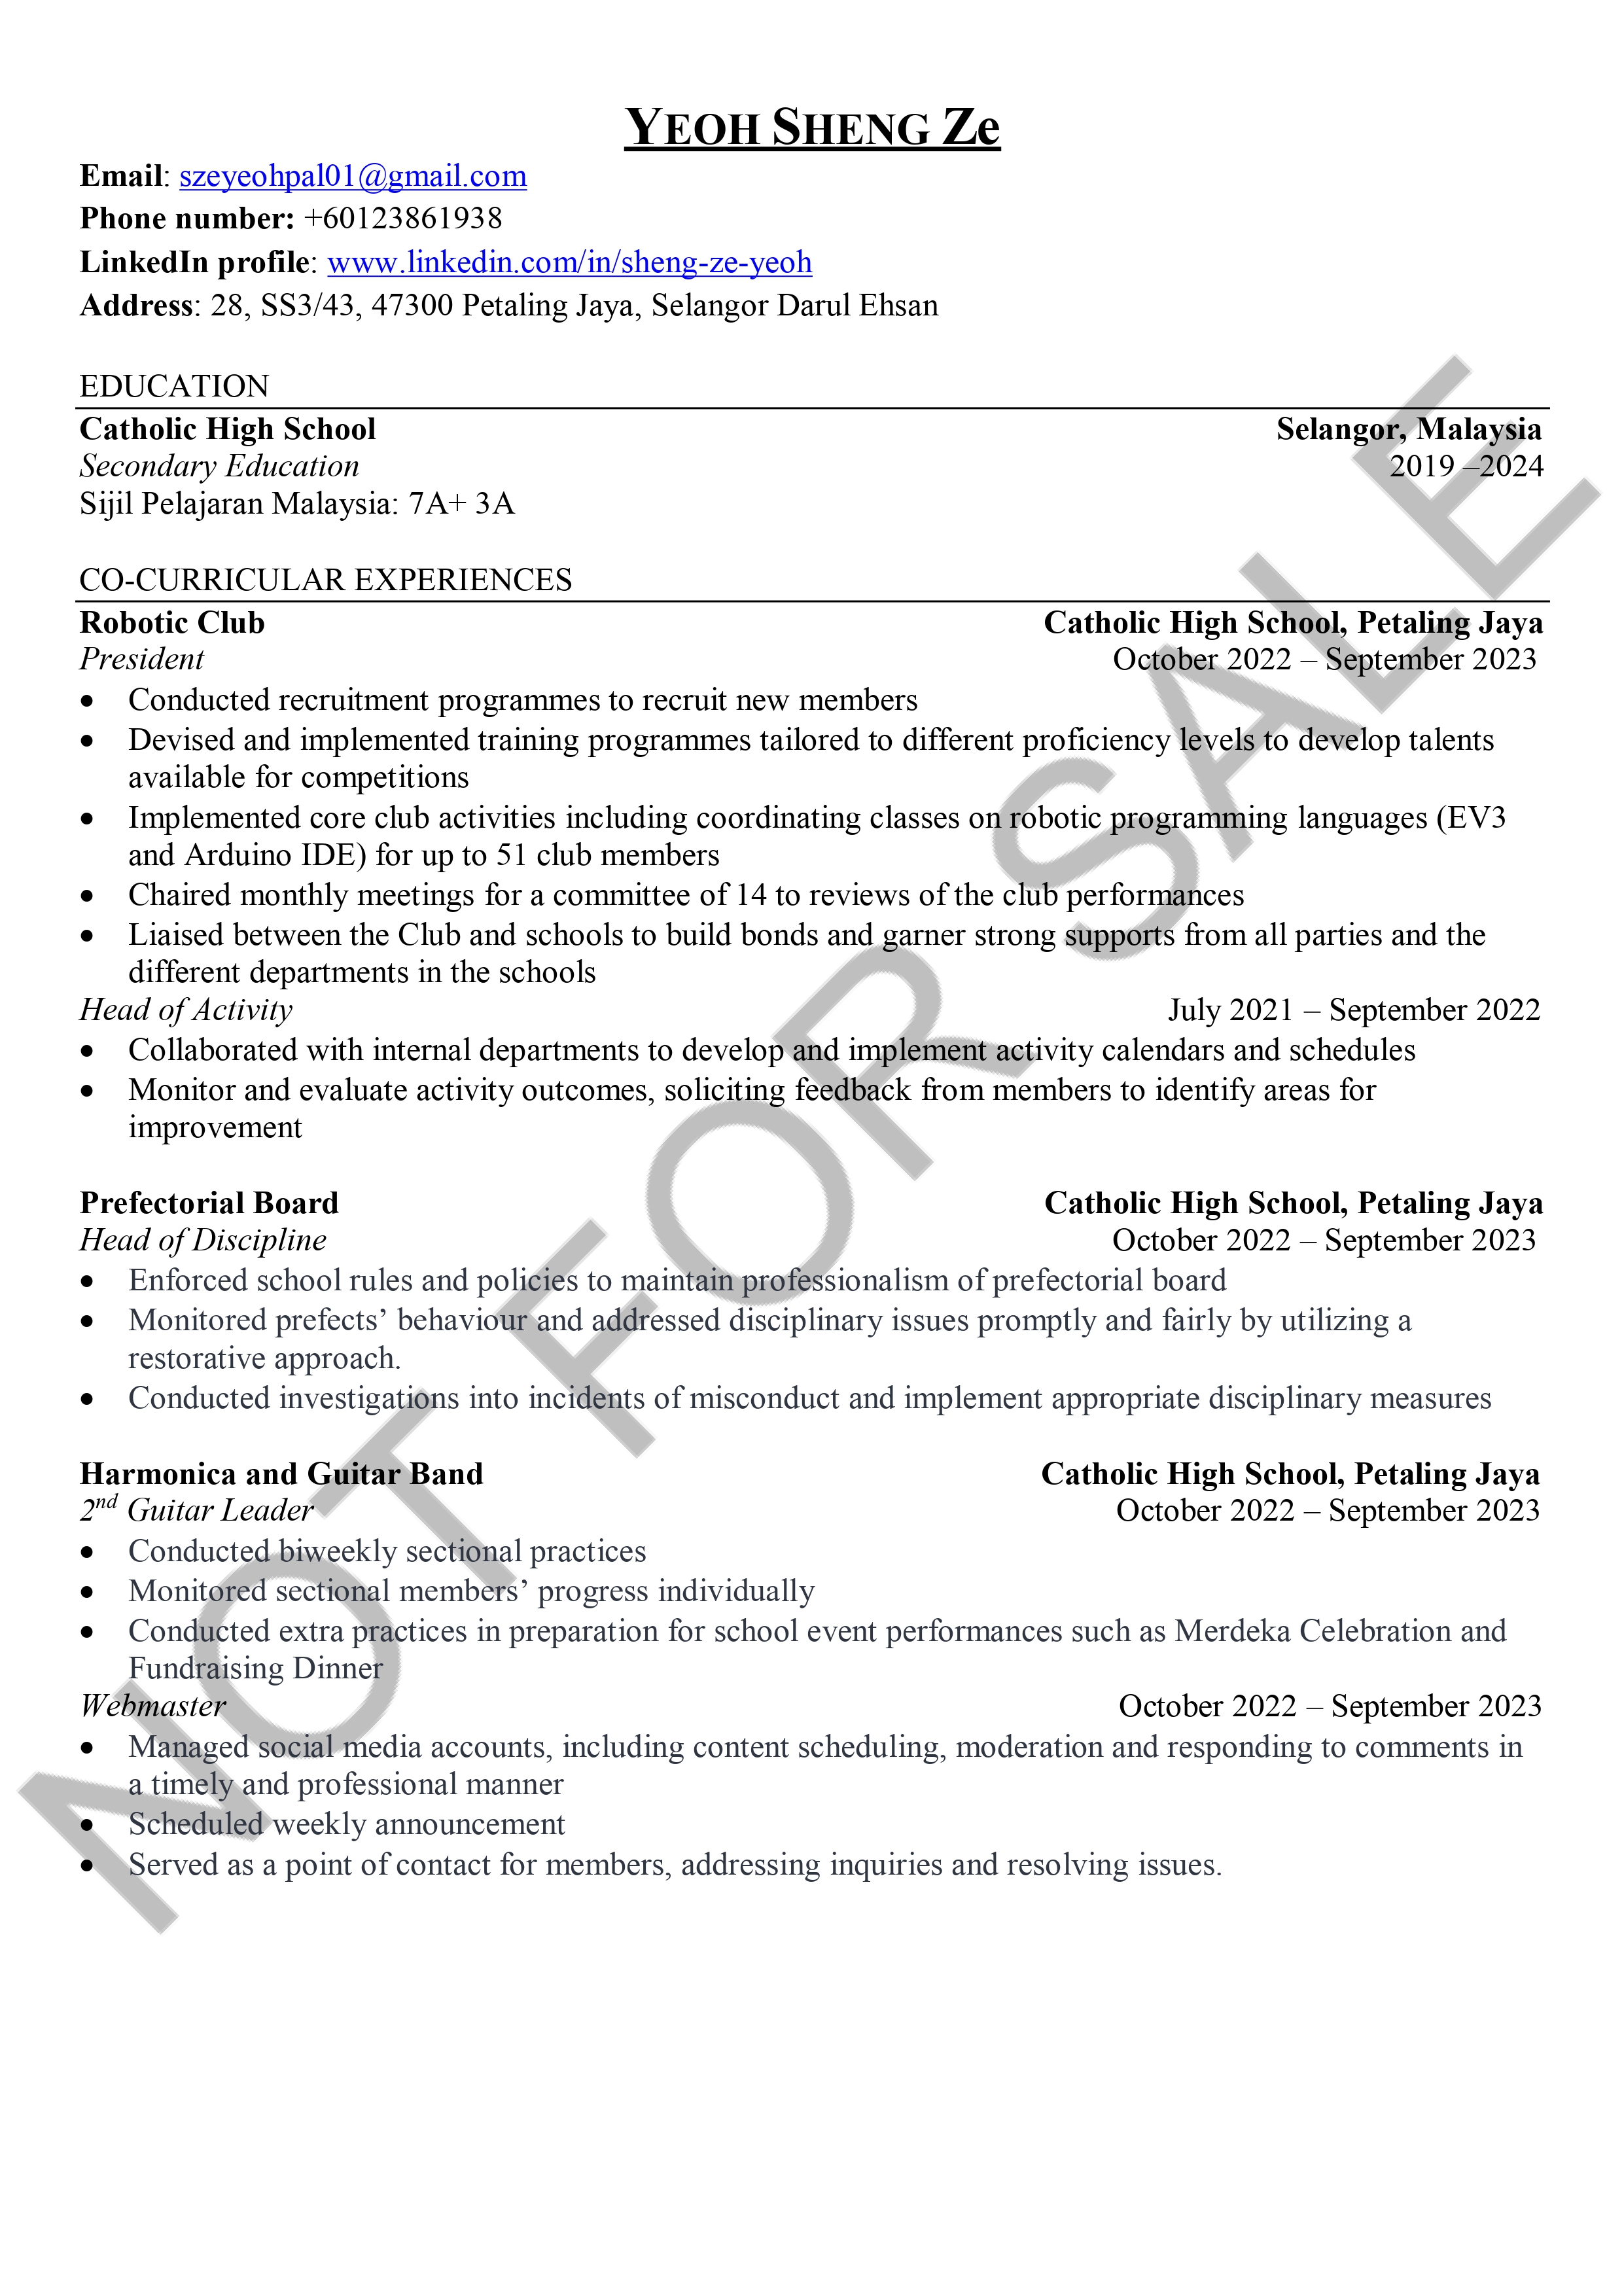 YEOH SHENG Ze
Email: szeyeohpal01@gmail.com
Phone number: +60123861938
LinkedIn profile: www.linkedin.com/in/sheng-ze-yeoh
Address: 28, SS3/43, 47300 Petaling Jaya, Selangor Darul Ehsan
EDUCATION
Catholic High School Selangor, Malaysia
Secondary Education 2019 –2024
Sijil Pelajaran Malaysia: 7A+ 3A
CO-CURRICULAR EXPERIENCES
Robotic Club Catholic High School, Petaling Jaya
President October 2022 – September 2023
• Conducted recruitment programmes to recruit new members
• Devised and implemented training programmes tailored to different proficiency levels to develop talents
available for competitions
• Implemented core club activities including coordinating classes on robotic programming languages (EV3
and Arduino IDE) for up to 51 club members
• Chaired monthly meetings for a committee of 14 to reviews of the club performances
• Liaised between the Club and schools to build bonds and garner strong supports from all parties and the
different departments in the schools
Head of Activity July 2021 – September 2022
• Collaborated with internal departments to develop and implement activity calendars and schedules
• Monitor and evaluate activity outcomes, soliciting feedback from members to identify areas for
improvement
Prefectorial Board Catholic High School, Petaling Jaya
Head of Discipline October 2022 – September 2023
• Enforced school rules and policies to maintain professionalism of prefectorial board
• Monitored prefects’ behaviour and addressed disciplinary issues promptly and fairly by utilizing a
restorative approach.
• Conducted investigations into incidents of misconduct and implement appropriate disciplinary measures
Harmonica and Guitar Band Catholic High School, Petaling Jaya
2nd Guitar Leader October 2022 – September 2023
• Conducted biweekly sectional practices
• Monitored sectional members’ progress individually
• Conducted extra practices in preparation for school event performances such as Merdeka Celebration and
Fundraising Dinner
Webmaster October 2022 – September 2023
• Managed social media accounts, including content scheduling, moderation and responding to comments in
a timely and professional manner
• Scheduled weekly announcement
• Served as a point of contact for members, addressing inquiries and resolving issues.
NOT FOR SALE